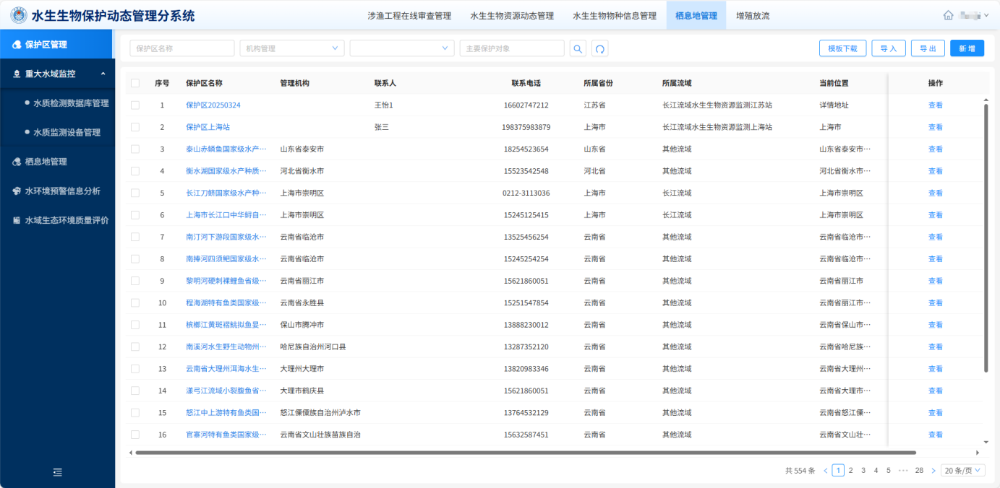 水生生物保护动态管理分系统
涉渔工程在线审查管理 水生生物资源动态管理 水生生物物种信息管理 栖息地管理 增殖放流
保护区管理
重大水域监控
水质检测数据库管理
水质监测设备管理
栖息地管理
水环境预警信息分析
水域生态环境质量评价
保护区名称 机构管理 主要保护对象 模板下载 导 入 导 出 新 增
序号 保护区名称 管理机构 联系人 联系电话 所属省份 所属流域 当前位置 操作
1 保护区20250324 王怡1 16602747212 江苏省 长江流域水生生物资源监测江苏站 详情地址 查看
2 保护区上海站 张三 198375983879 上海市 长江流域水生生物资源监测上海站 上海市 查看
3 泰山赤鳞鱼国家级水产… 山东省泰安市 18254523654 山东省 其他流域 山东省泰安市… 查看
4 衡水湖国家级水产种质… 河北省衡水市 15523542548 河北省 其他流域 河北省衡水市… 查看
5 长江刀鲚国家级水产种… 上海市崇明区 0212-3113036 上海市 长江流域 上海市崇明区 查看
6 上海市长江口中华鲟自… 上海市崇明区 15245125415 上海市 长江流域 上海市崇明区 查看
7 南汀河下游段国家级水… 云南省临沧市 13525456254 云南省 其他流域 云南省临沧市… 查看
8 南捧河四须鲃国家级水… 云南省临沧市 15245254254 云南省 其他流域 云南省临沧市… 查看
9 黎明河硬刺裸鲤鱼省级… 云南省丽江市 15621860051 云南省 其他流域 云南省丽江市 查看
10 程海湖特有鱼类国家级… 云南省永胜县 15251547854 云南省 其他流域 云南省丽江市… 查看
11 槟榔江黄斑褶鮡拟鱼晏… 保山市腾冲市 13888230012 云南省 其他流域 云南省保山市… 查看
12 南溪河水生野生动物州… 哈尼族自治州河口县 13287352120 云南省 其他流域 云南省哈尼族… 查看
13 云南省大理州洱海水生… 大理州大理市 13820983346 云南省 其他流域 云南省大理州… 查看
14 漾弓江流域小裂腹鱼省… 大理市鹤庆县 15621860051 云南省 其他流域 云南省大理市… 查看
15 怒江中上游特有鱼类国… 怒江傈僳族自治州泸水市 13764532129 云南省 其他流域 云南省怒江傈… 查看
16 官寨河特有鱼类国家级… 云南省文山壮族苗族自治 15632587451 云南省 其他流域 云南省文山壮… 查看
共 554 条 1 2 3 4 5 ••• 28 20 条/页